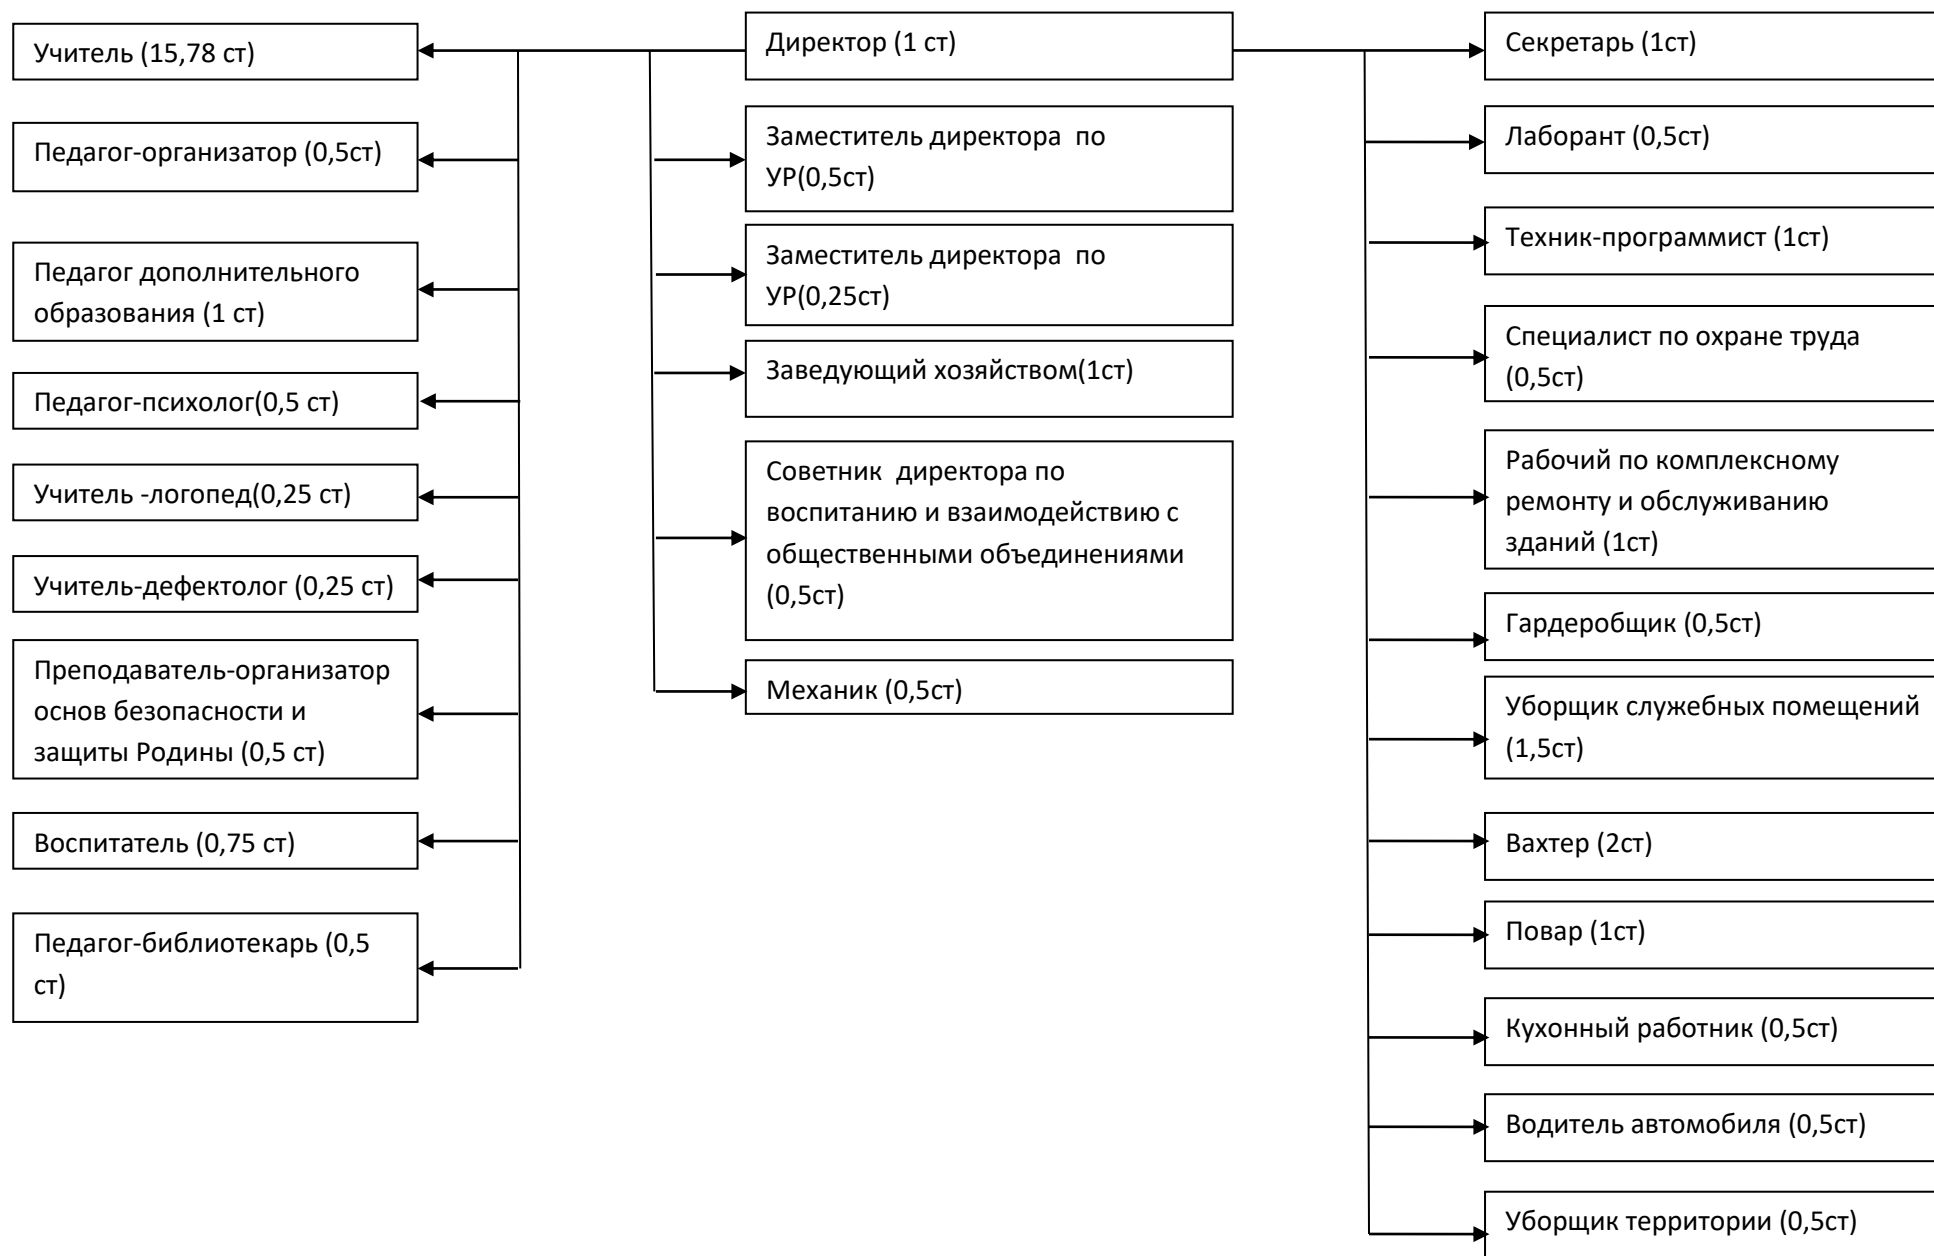 Учитель (15,78 ст)
Педагог-организатор (0,5ст)
Педагог дополнительного
образования (1 ст)
Педагог-психолог(0,5 ст)
Учитель -логопед(0,25 ст)
Учитель-дефектолог (0,25 ст)
Преподаватель-организатор
основ безопасности и
защиты Родины (0,5 ст)
Воспитатель (0,75 ст)
Педагог-библиотекарь (0,5
ст)
Директор (1 ст)
Заместитель директора  по
УР(0,5ст)
Заместитель директора  по
УР(0,25ст)
Заведующий хозяйством(1ст)
Советник  директора по
воспитанию и взаимодействию с
общественными объединениями
(0,5ст)
Механик (0,5ст)
Секретарь (1ст)
Лаборант (0,5ст)
Техник-программист (1ст)
Специалист по охране труда
(0,5ст)
Рабочий по комплексному
ремонту и обслуживанию
зданий (1ст)
Гардеробщик (0,5ст)
Уборщик служебных помещений
(1,5ст)
Вахтер (2ст)
Повар (1ст)
Кухонный работник (0,5ст)
Водитель автомобиля (0,5ст)
Уборщик территории (0,5ст)